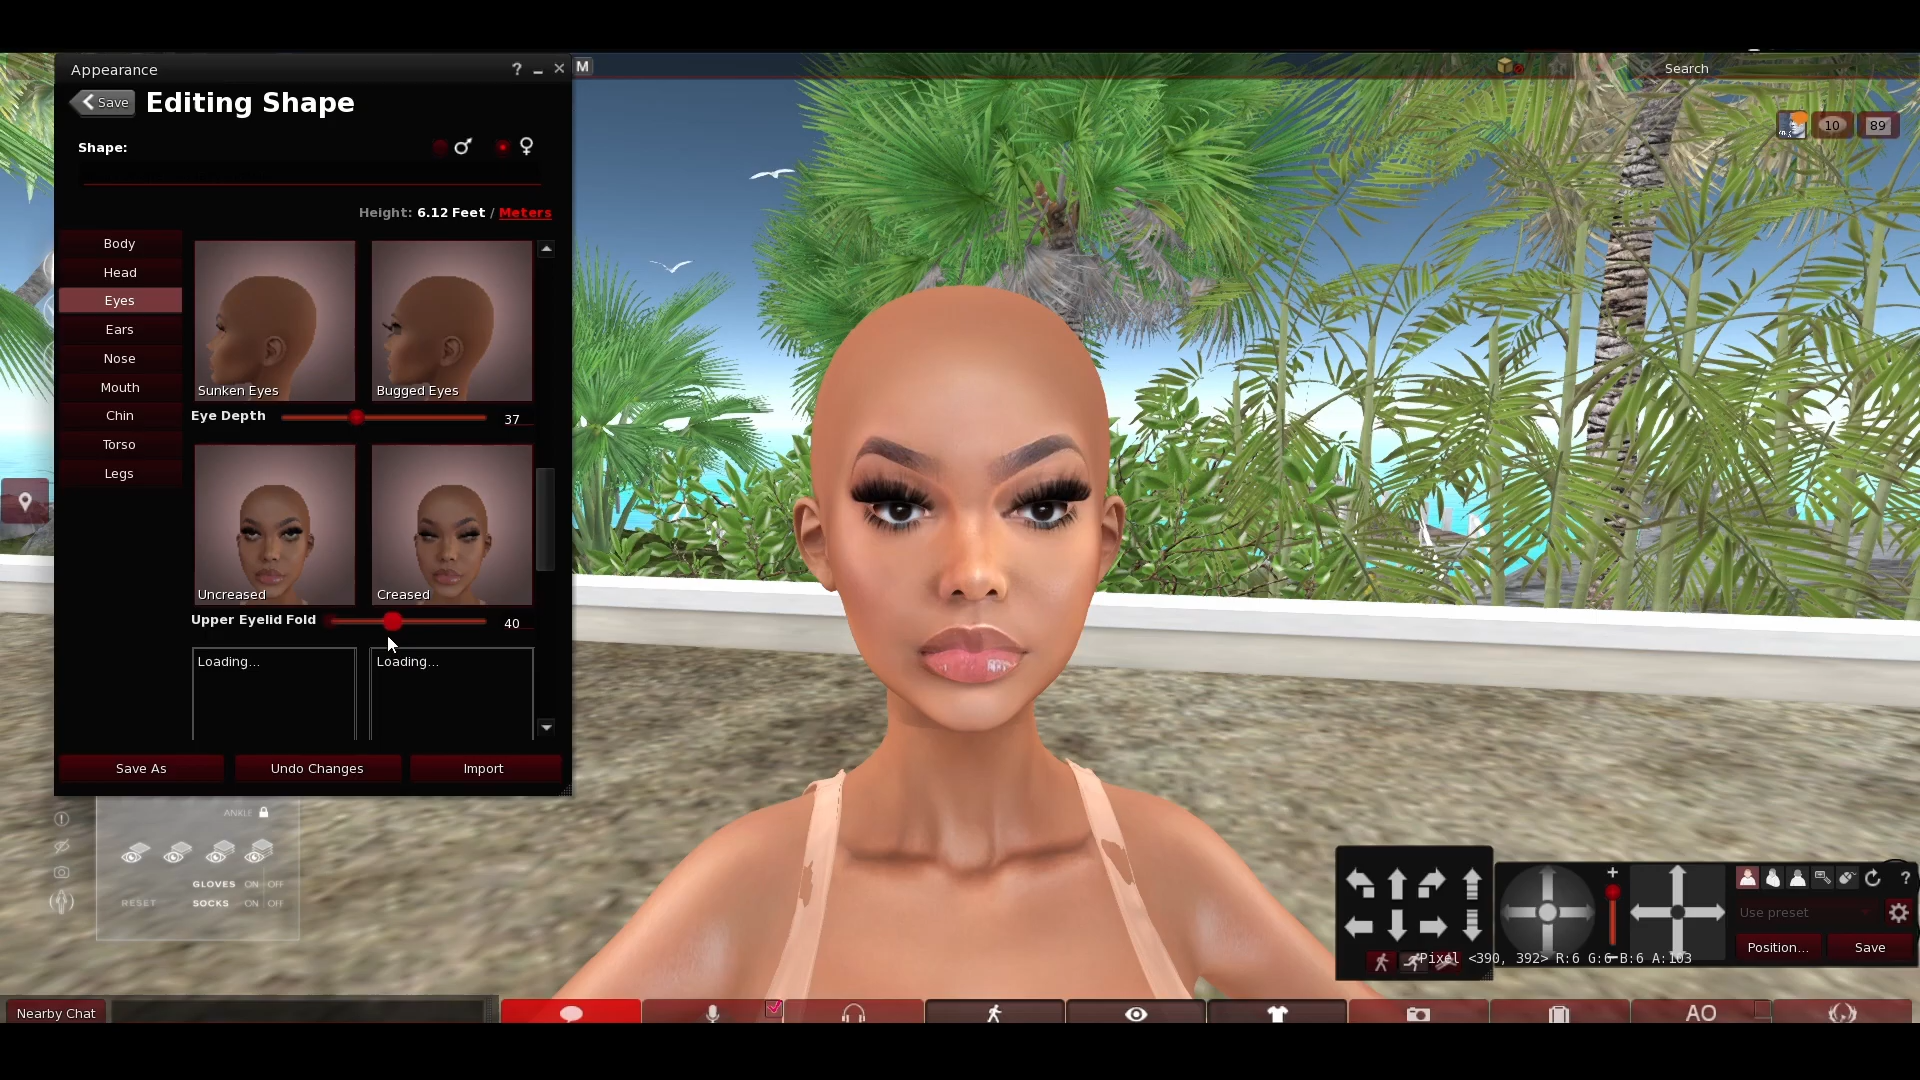 Appearance
?
M
Search
Save
Editing Shape
10
89
Shape:
Height: 6.12 Feet / Meters
Body
Head
Eyes
Ears
Nose
Mouth
Chin
Torso
Legs
Sunken Eyes
Bugged Eyes
Eye Depth
37
Uncreased
Creased
Upper Eyelid Fold
40
Loading...
Loading...
Save As
Undo Changes
Import
ANKLE
GLOVES ON OFF
RESET SOCKS ON OFF
?
Use preset
Position...
Save
Pixel <390, 392> R:6 G:6 B:6 A:103
Nearby Chat
AO